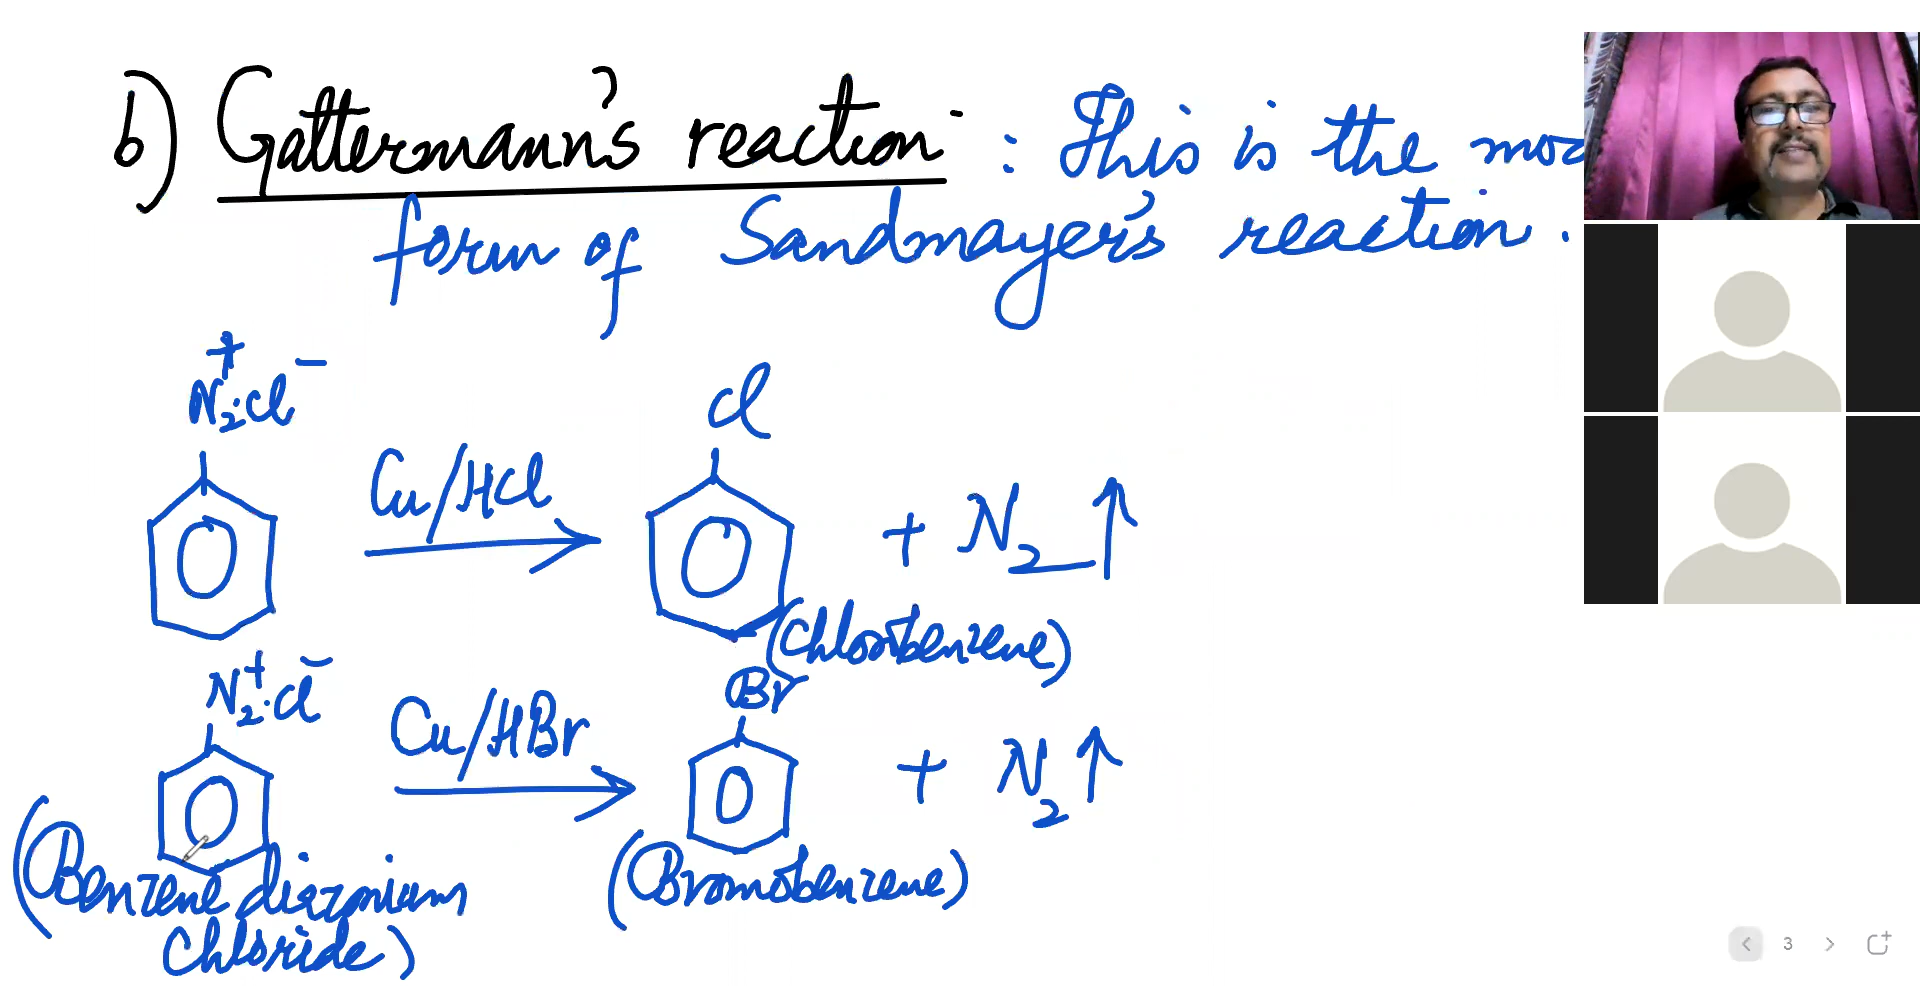 b) Gattermann's reaction : This is the
form of Sandmayer's reaction.
N₂⁺Cl⁻
Cu/HCl
Cl
+ N₂ ↑
(Chlorobenzene)
N₂⁺Cl⁻
Cu/HBr
Br
+ N₂ ↑
(Benzene diazonium
Chloride)
(Bromobenzene)
3